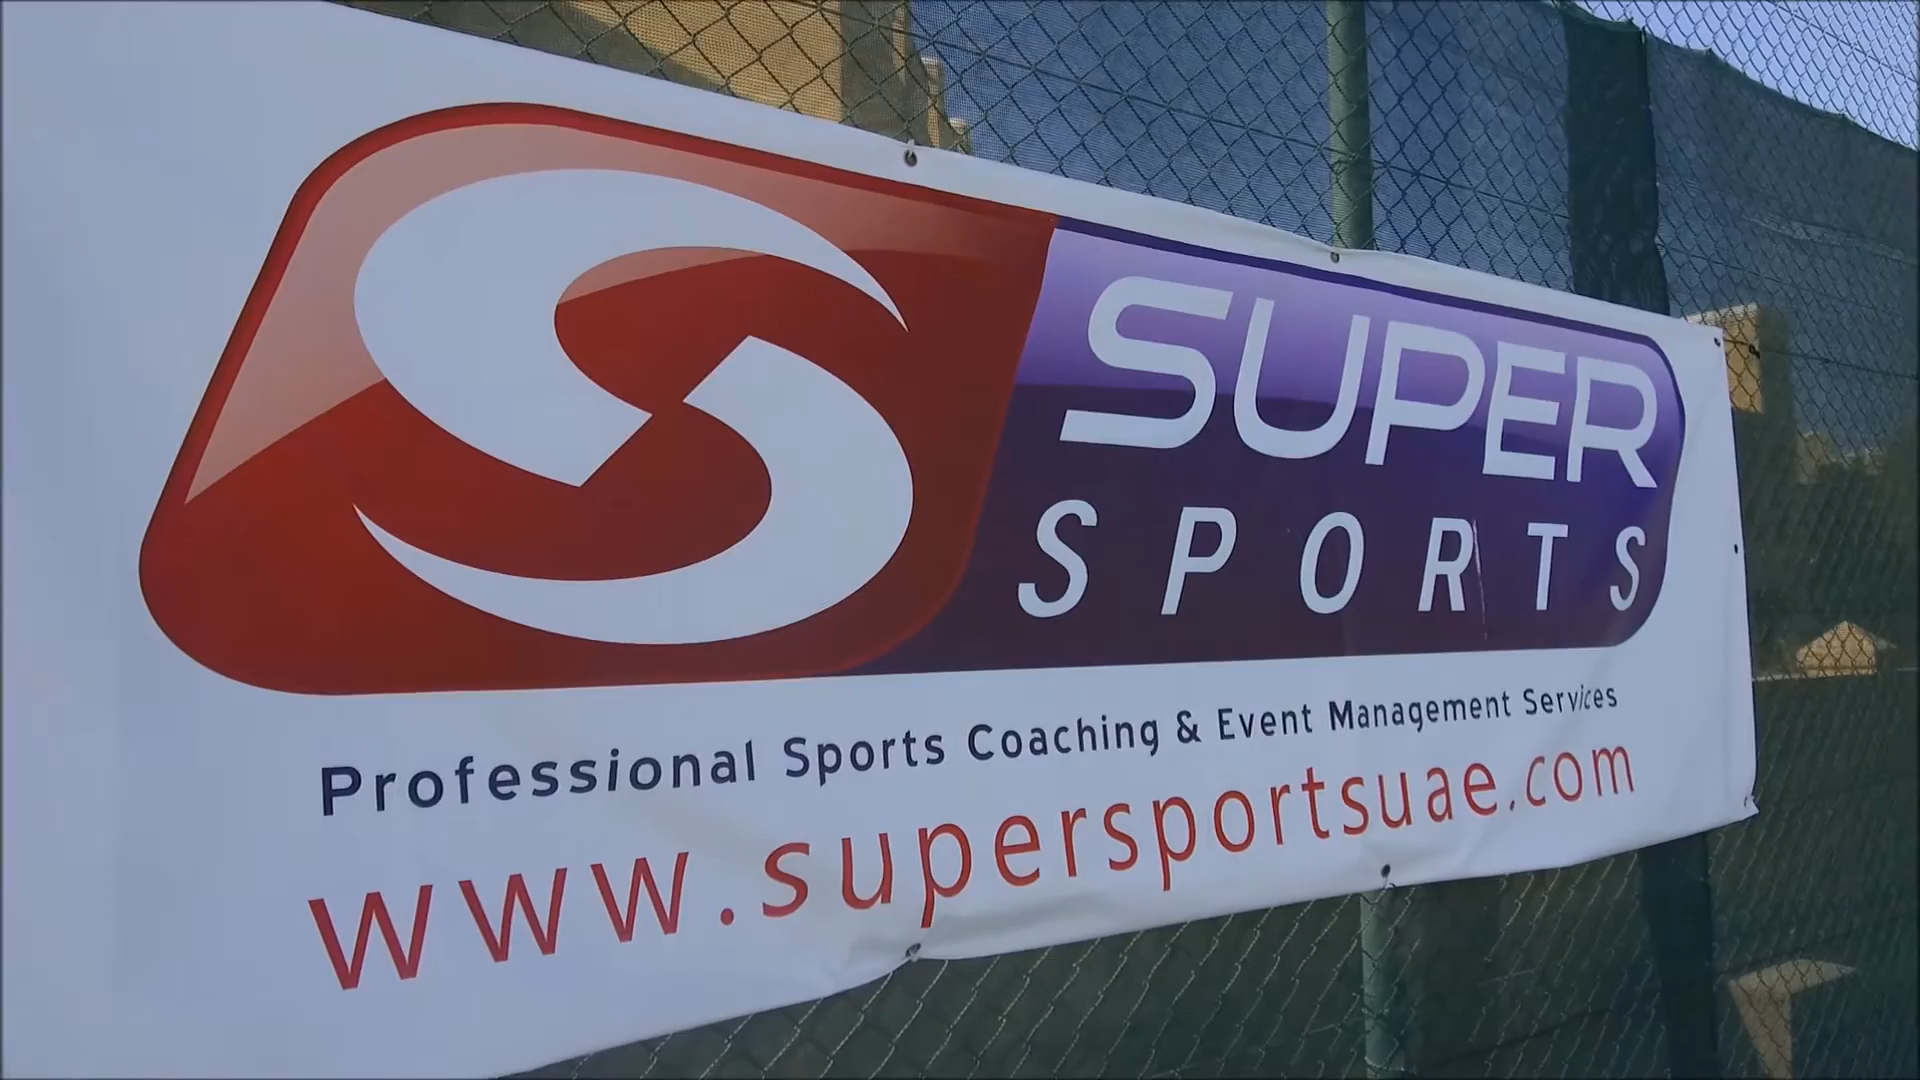 SUPER
SPORTS
Professional Sports Coaching & Event Management Services
www.supersportsuae.com